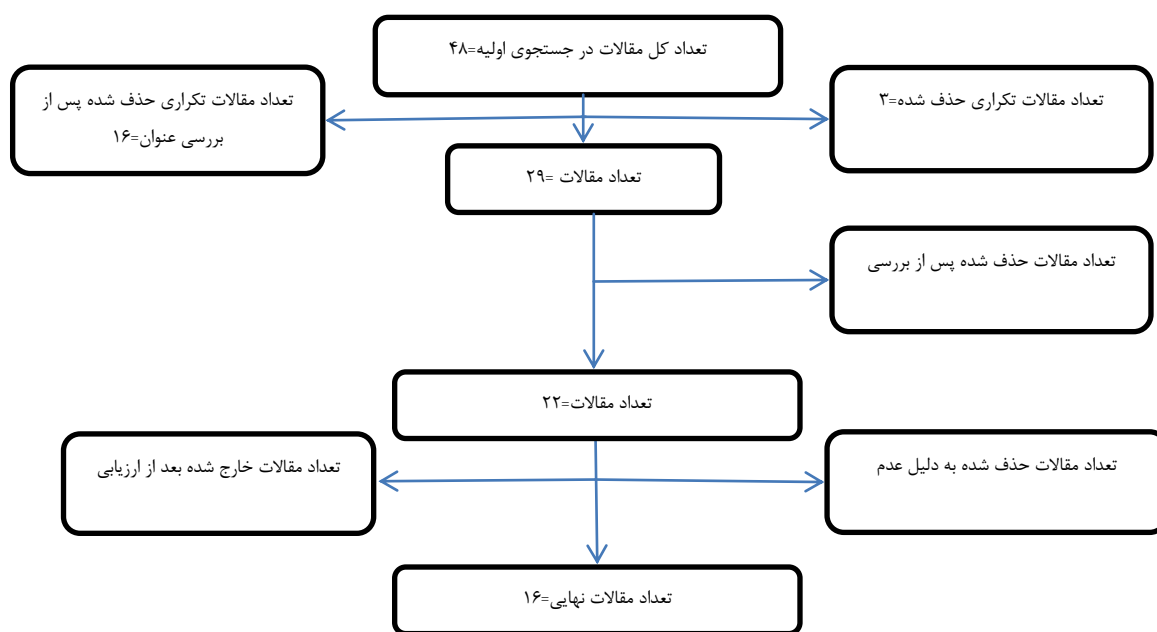 تعداد کل مقالات در جستجوی اولیه=۴۸
تعداد مقالات تکراری حذف شده=۳
تعداد مقالات تکراری حذف شده پس از
بررسی عنوان=۱۶
تعداد مقالات =۲۹
تعداد مقالات حذف شده پس از بررسی
تعداد مقالات=۲۲
تعداد مقالات حذف شده به دلیل عدم
تعداد مقالات خارج شده بعد از ارزیابی
تعداد مقالات نهایی=۱۶